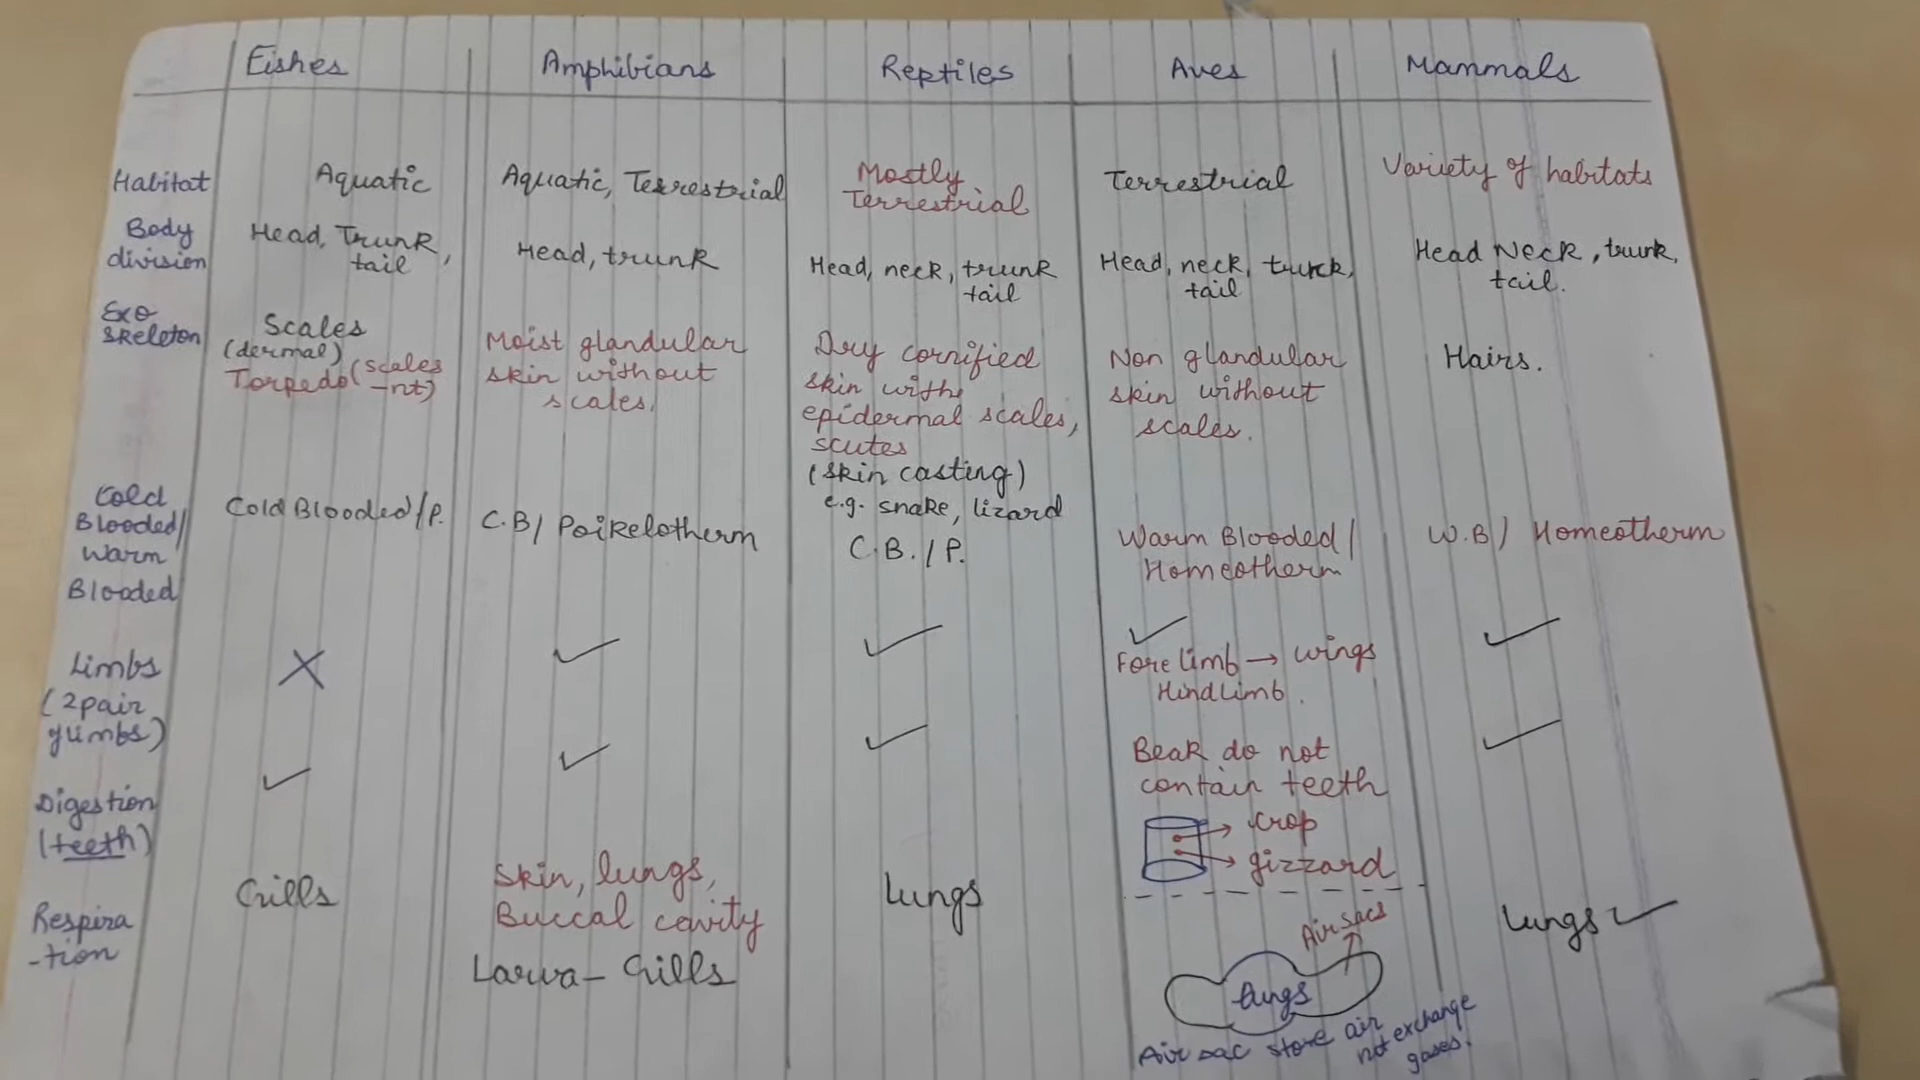 Fishes Amphibians Reptiles Aves Mammals
Habitat Aquatic Aquatic, Terrestrial Mostly Terrestrial Terrestrial Variety of habitats
Body division
Head, Trunk, tail
Head, trunk
Head, neck, trunk tail
Head, neck, trunk, tail
Head Neck, trunk, tail.
Exo skeleton
Scales
(dermal)
Torpedo (scales -nt)
Moist glandular
skin without
scales.
Dry cornified
skin with
epidermal scales,
scutes
(skin casting)
e.g. snake, lizard
Non glandular
skin without
scales.
Hairs.
Cold
Blooded/
Warm
Blooded
Cold Blooded/P.
C.B/ Poikelotherm
C.B./P.
Warm Blooded/
Homeotherm
W.B/ Homeotherm
Limbs
(2pair
limbs)
Fore limb → wings
Hindlimb.
Digestion
(teeth)
Beak do not
contain teeth
crop
gizzard
Respira
-tion
Gills
Skin, lungs,
Buccal cavity
Larva - Gills
Lungs
Air sacs
lungs
Air sac store air
not exchange
gases.
Lungs